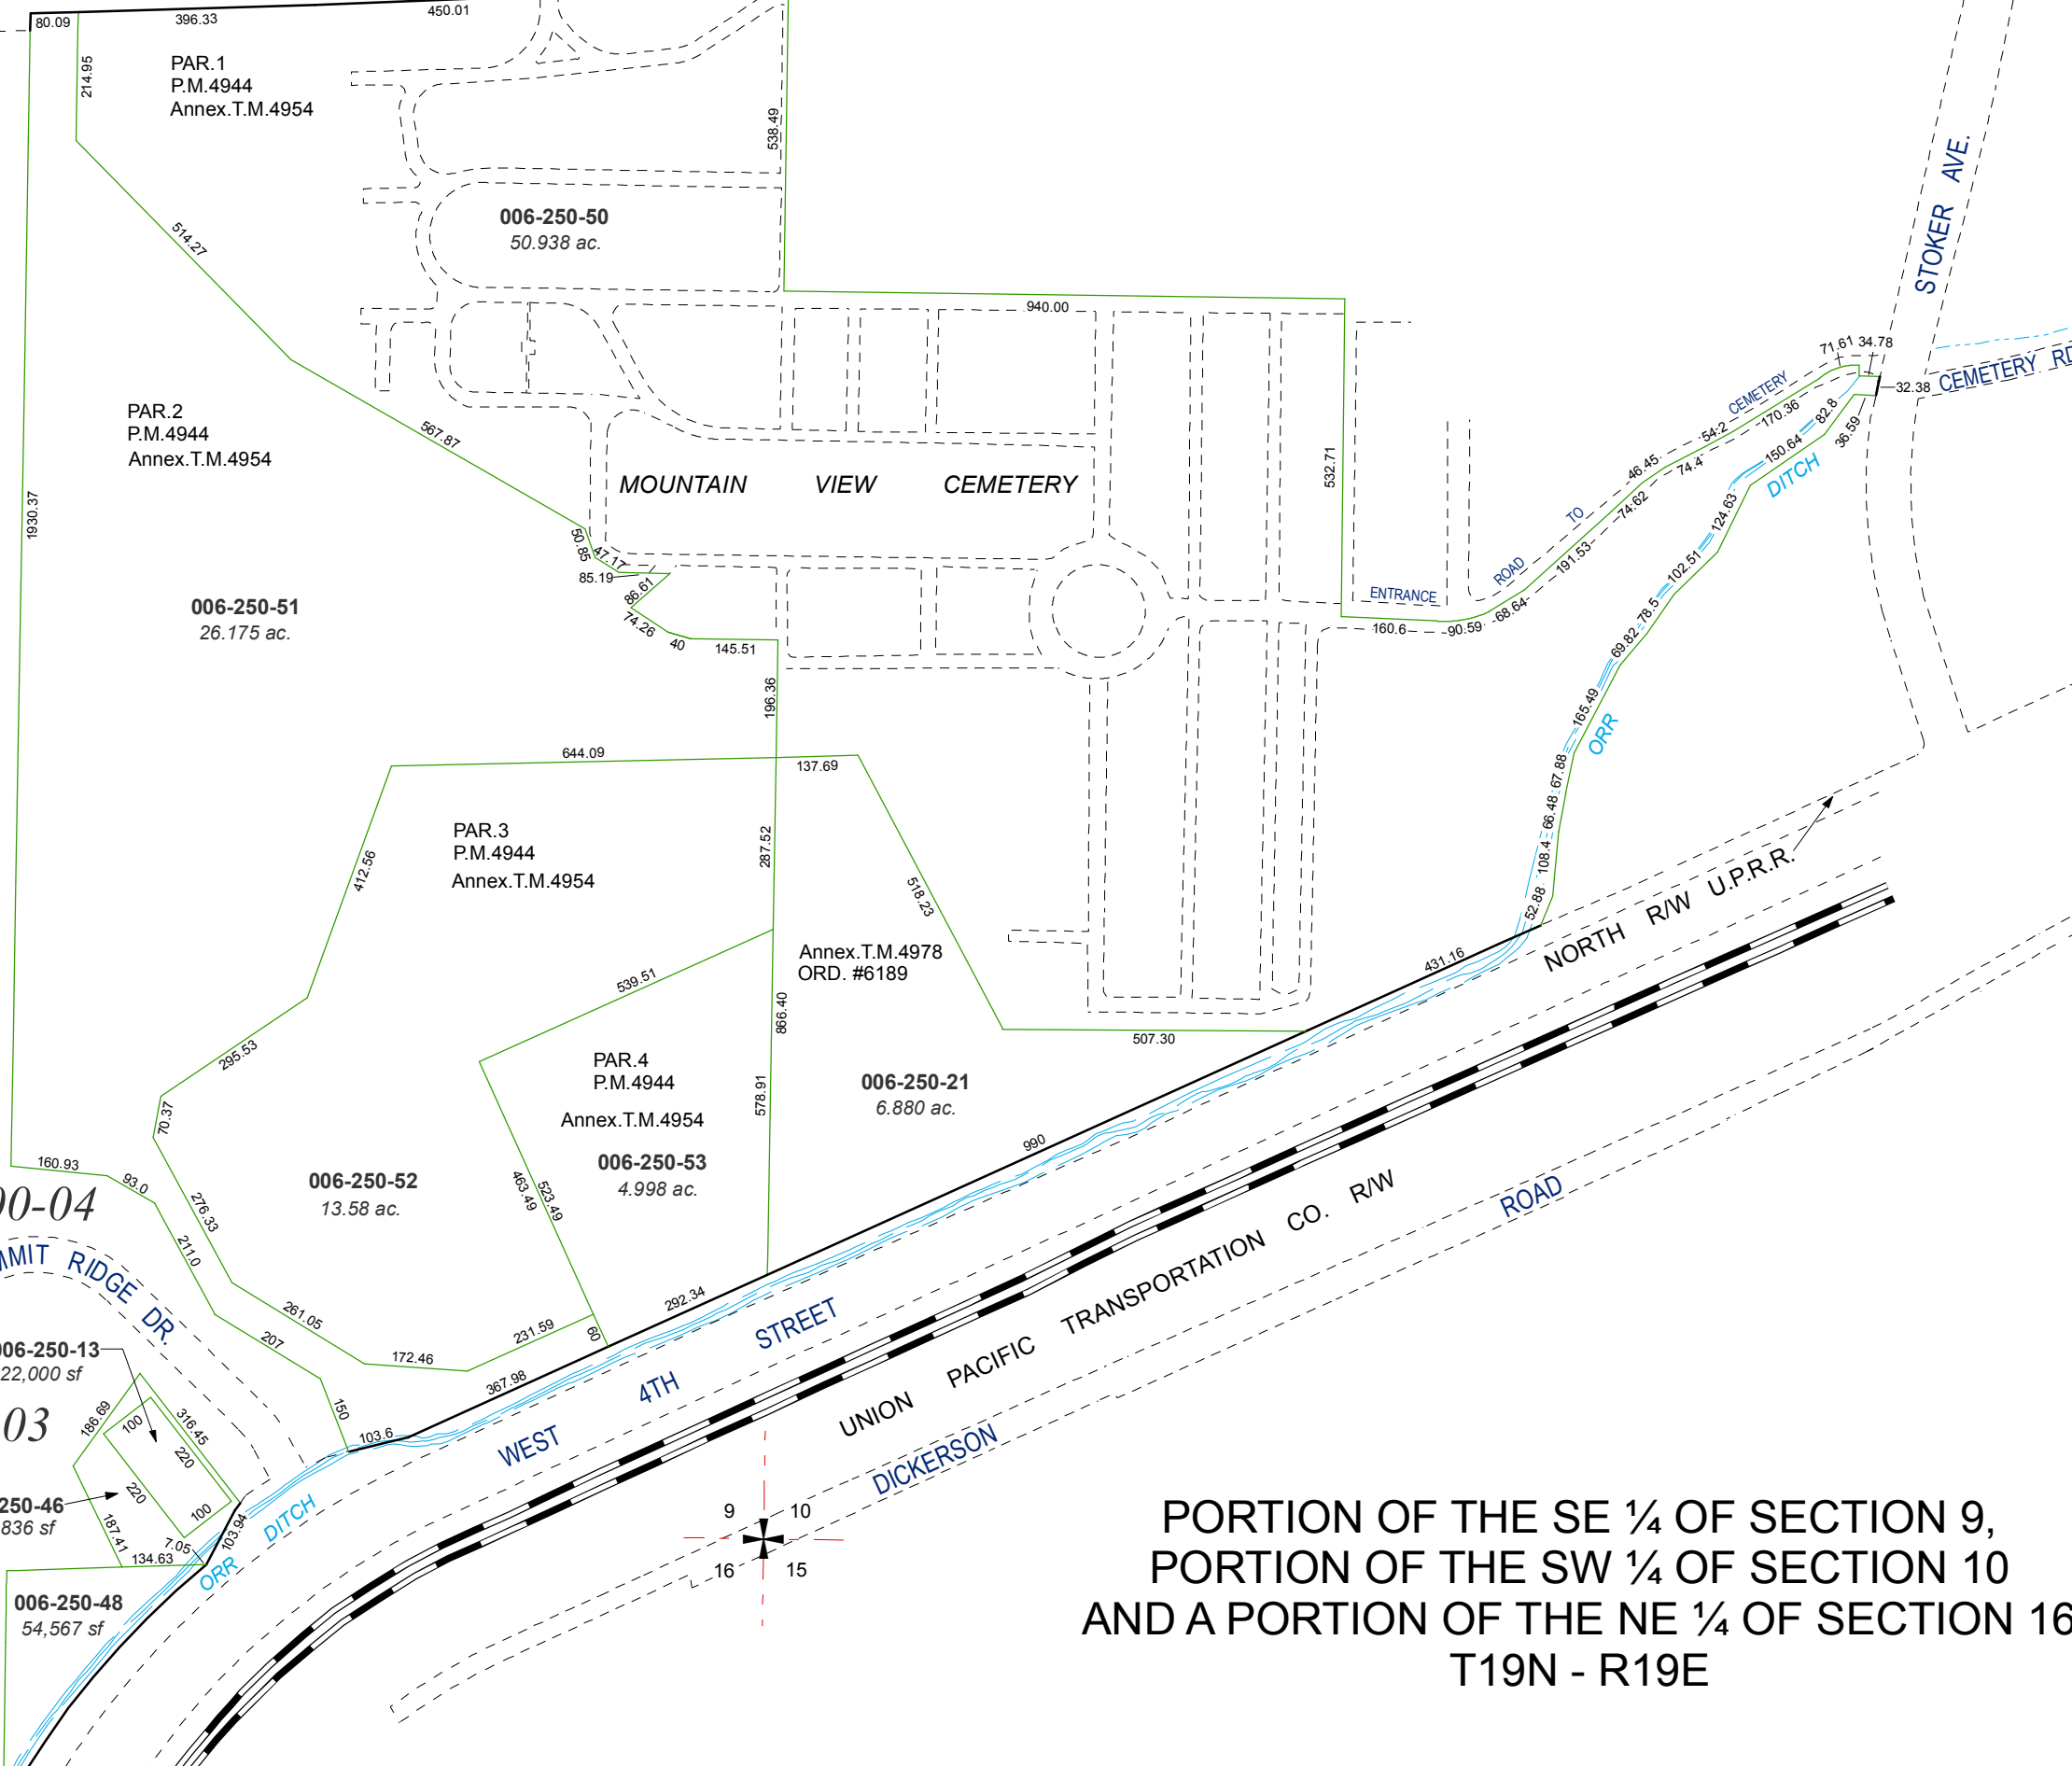 80.09
396.33
450.01
214.95
PAR.1
P.M.4944
Annex.T.M.4954
538.49
514.27
006-250-50
50.938 ac.
STOKER AVE.
940.00
71.61
34.78
32.38
CEMETERY
54.2
170.36
82.8
36.59
150.64
46.45
74.4
DITCH
74.62
PAR.2
P.M.4944
Annex.T.M.4954
567.87
MOUNTAIN VIEW CEMETERY
532.71
1930.37
50.85
47.17
85.19
86.61
74.26
40
145.51
TO
ROAD
191.53
ENTRANCE
160.6
90.59
68.64
124.63
102.51
78.5
69.82
165.49
ORR
67.88
66.48
108.4
52.88
006-250-51
26.175 ac.
196.36
644.09
137.69
PAR.3
P.M.4944
Annex.T.M.4954
412.56
287.52
518.23
Annex.T.M.4978
ORD. #6189
431.16
NORTH R/W U.P.R.R.
539.51
866.40
507.30
295.53
PAR.4
P.M.4944
Annex.T.M.4954
578.91
006-250-21
6.880 ac.
70.37
990
160.93
93.0
276.33
211.0
006-250-52
13.58 ac.
463.49
523.49
006-250-53
4.998 ac.
RIDGE DR.
261.05
207
172.46
231.59
60
292.34
367.98
WEST 4TH STREET
UNION PACIFIC TRANSPORTATION CO. R/W
DICKERSON ROAD
006-250-13
22,000 sf
186.69
100
316.45
220
220
100
187.41
7.05
134.63
103.94
150
103.6
ORR DITCH
006-250-48
54,567 sf
9 10
16 15
PORTION OF THE SE ¼ OF SECTION 9,
PORTION OF THE SW ¼ OF SECTION 10
AND A PORTION OF THE NE ¼ OF SECTION 16
T19N - R19E